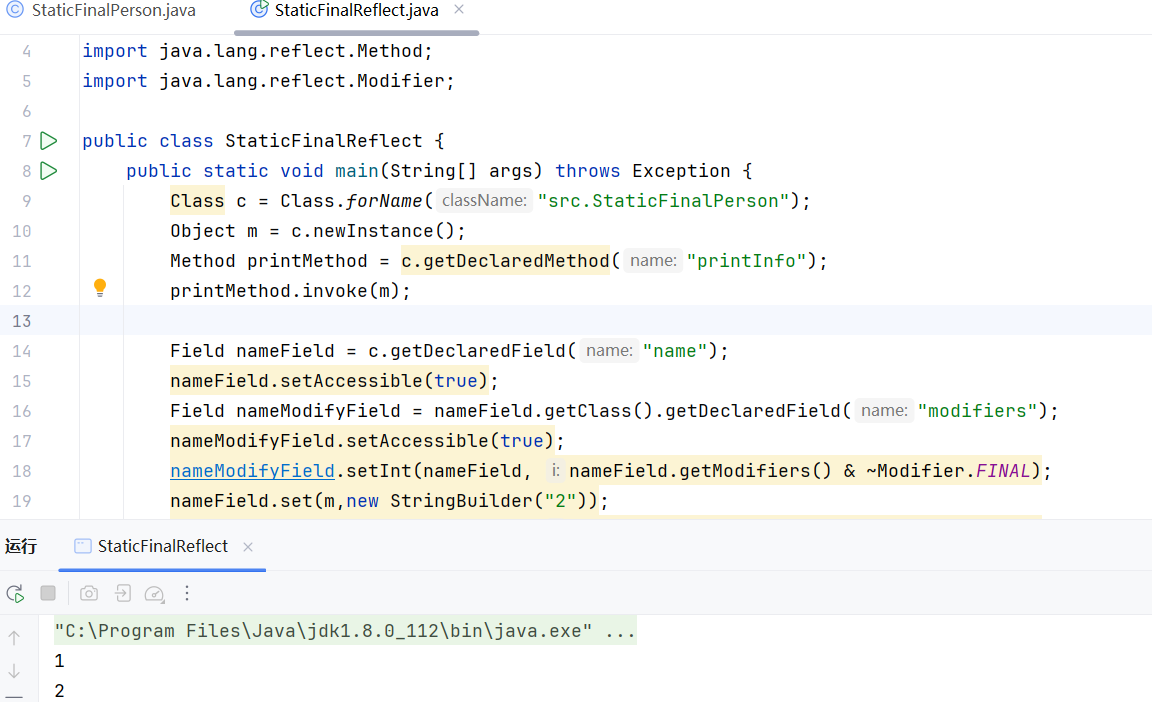 StaticFinalPerson.java StaticFinalReflect.java
4 import java.lang.reflect.Method;
5 import java.lang.reflect.Modifier;
6
7 public class StaticFinalReflect {
8 public static void main(String[] args) throws Exception {
9 Class c = Class.forName( className: "src.StaticFinalPerson");
10 Object m = c.newInstance();
11 Method printMethod = c.getDeclaredMethod( name: "printInfo");
12 printMethod.invoke(m);
13
14 Field nameField = c.getDeclaredField( name: "name");
15 nameField.setAccessible(true);
16 Field nameModifyField = nameField.getClass().getDeclaredField( name: "modifiers");
17 nameModifyField.setAccessible(true);
18 nameModifyField.setInt(nameField, i: nameField.getModifiers() & ~Modifier.FINAL);
19 nameField.set(m,new StringBuilder("2"));
运行 StaticFinalReflect
"C:\Program Files\Java\jdk1.8.0_112\bin\java.exe" ...
1
2